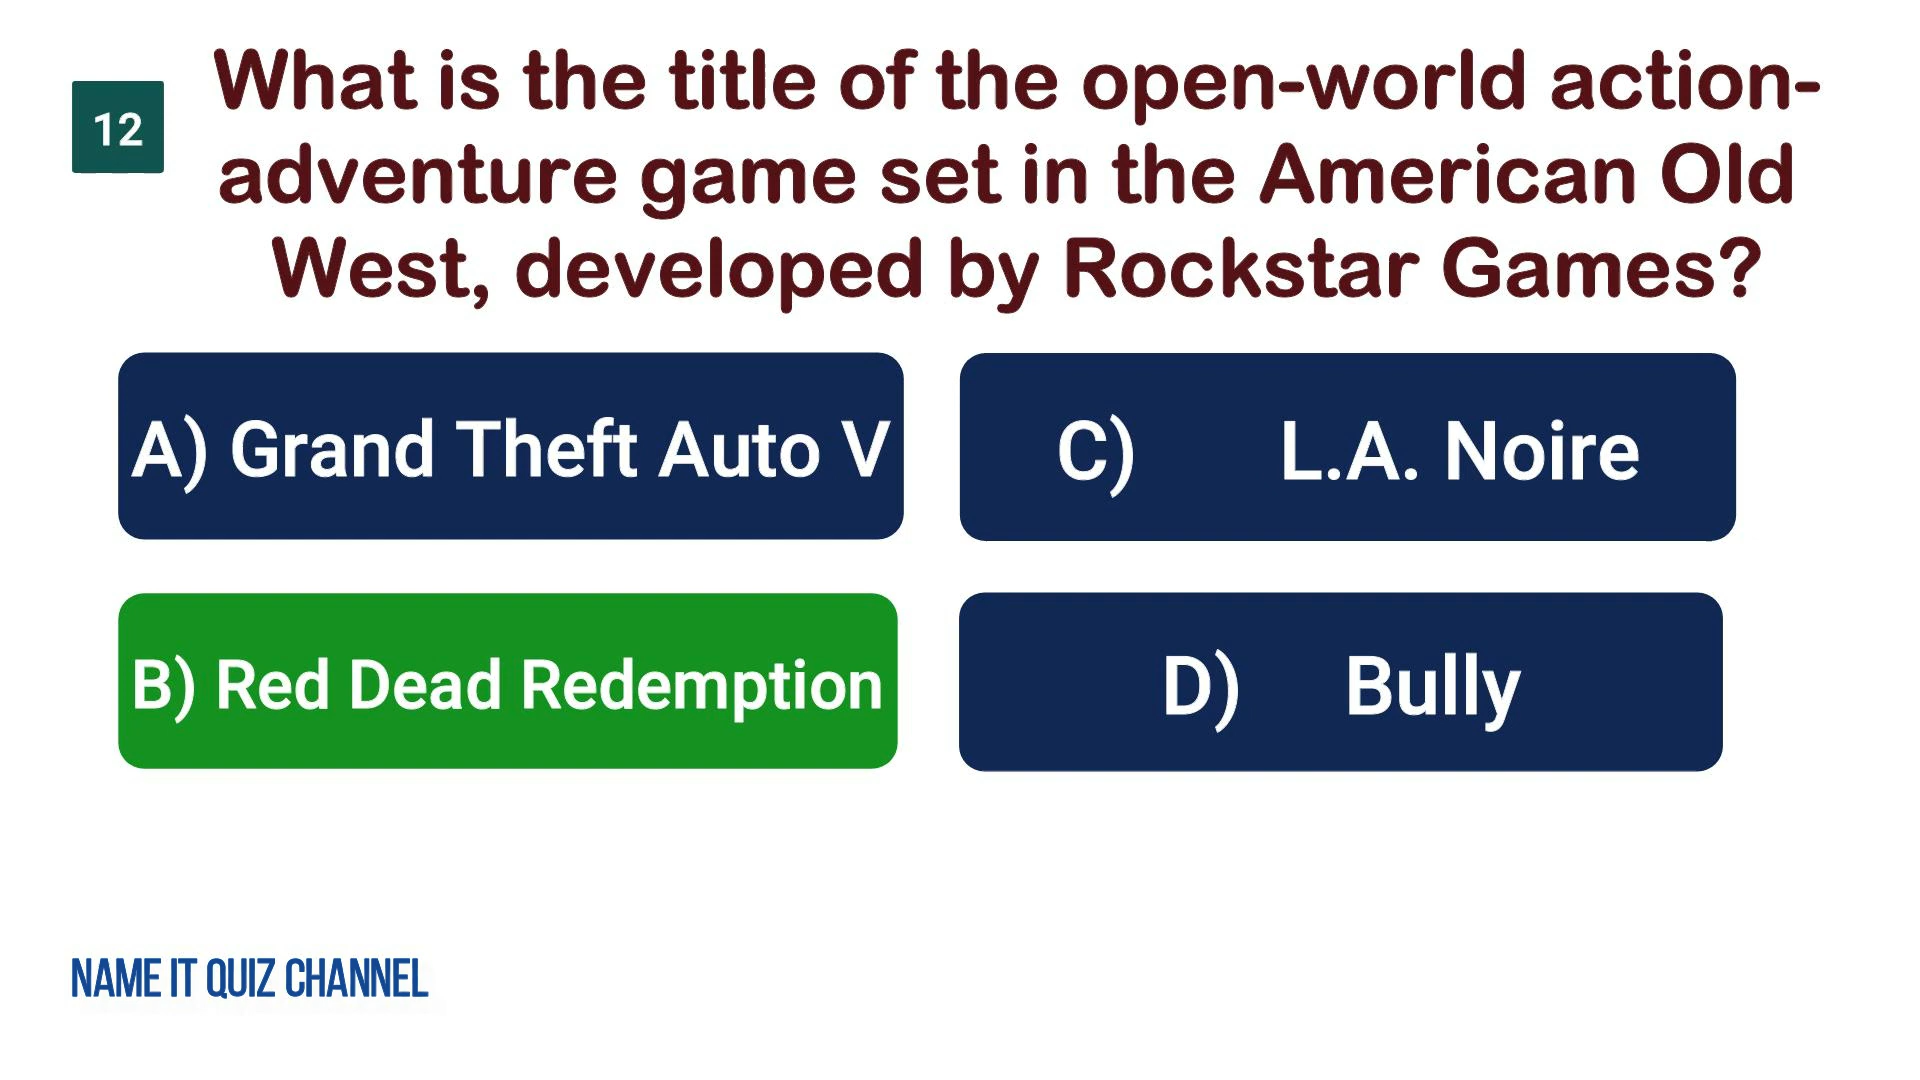 12
What is the title of the open-world action-
adventure game set in the American Old
West, developed by Rockstar Games?
A) Grand Theft Auto V
C) L.A. Noire
B) Red Dead Redemption
D) Bully
NAME IT QUIZ CHANNEL